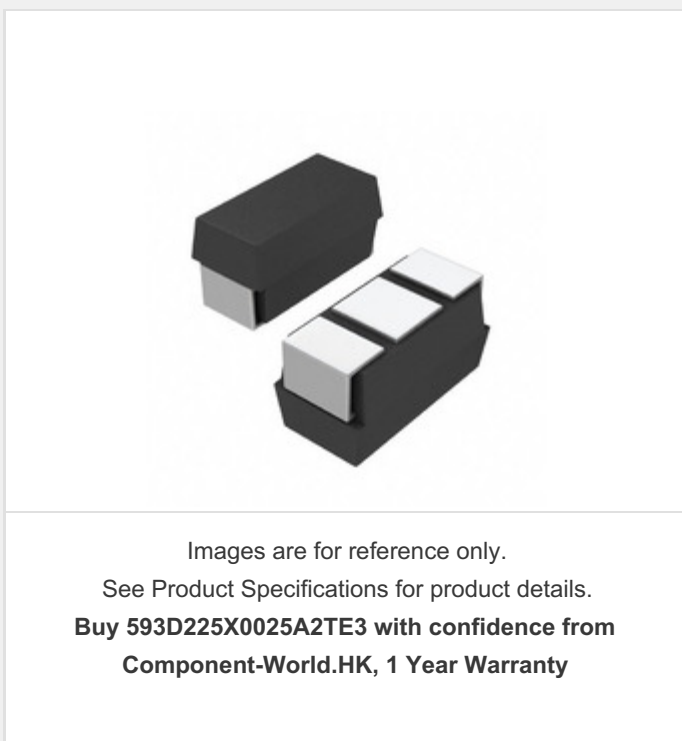 Images are for reference only.
See Product Specifications for product details.
Buy 593D225X0025A2TE3 with confidence from
Component-World.HK, 1 Year Warranty